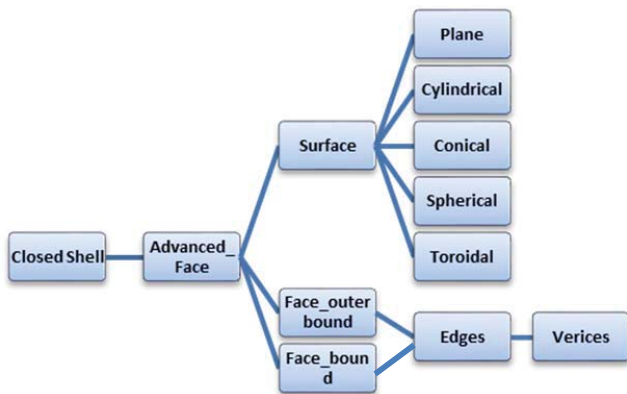 Closed Shell
Advanced_
Face
Surface
Plane
Cylindrical
Conical
Spherical
Toroidal
Face_outer
bound
Face_boun
d
Edges
Verices